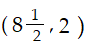 (8 1/2, 2)